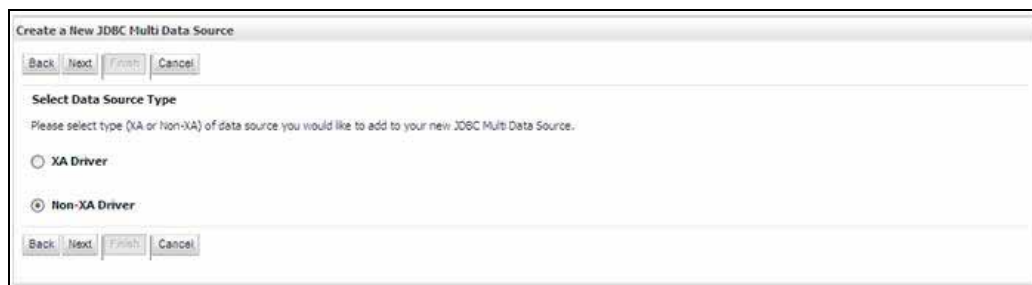 Create a New JDBC Multi Data Source
Back Next Finish Cancel
Select Data Source Type
Please select type (XA or Non-XA) of data source you would like to add to your new JDBC Multi Data Source.
XA Driver
Non-XA Driver
Back Next Finish Cancel